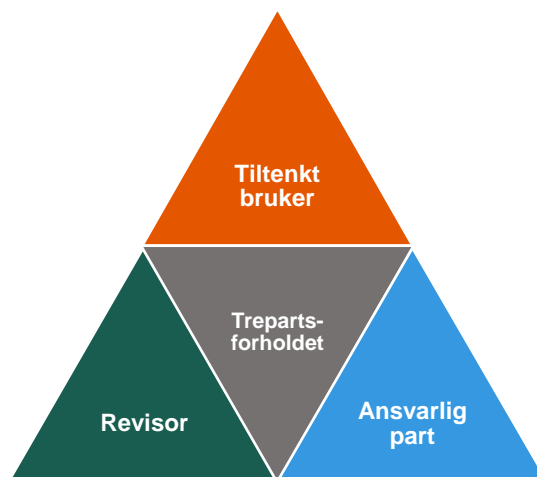 Tiltenkt
bruker
Treparts-
forholdet
Revisor
Ansvarlig
part